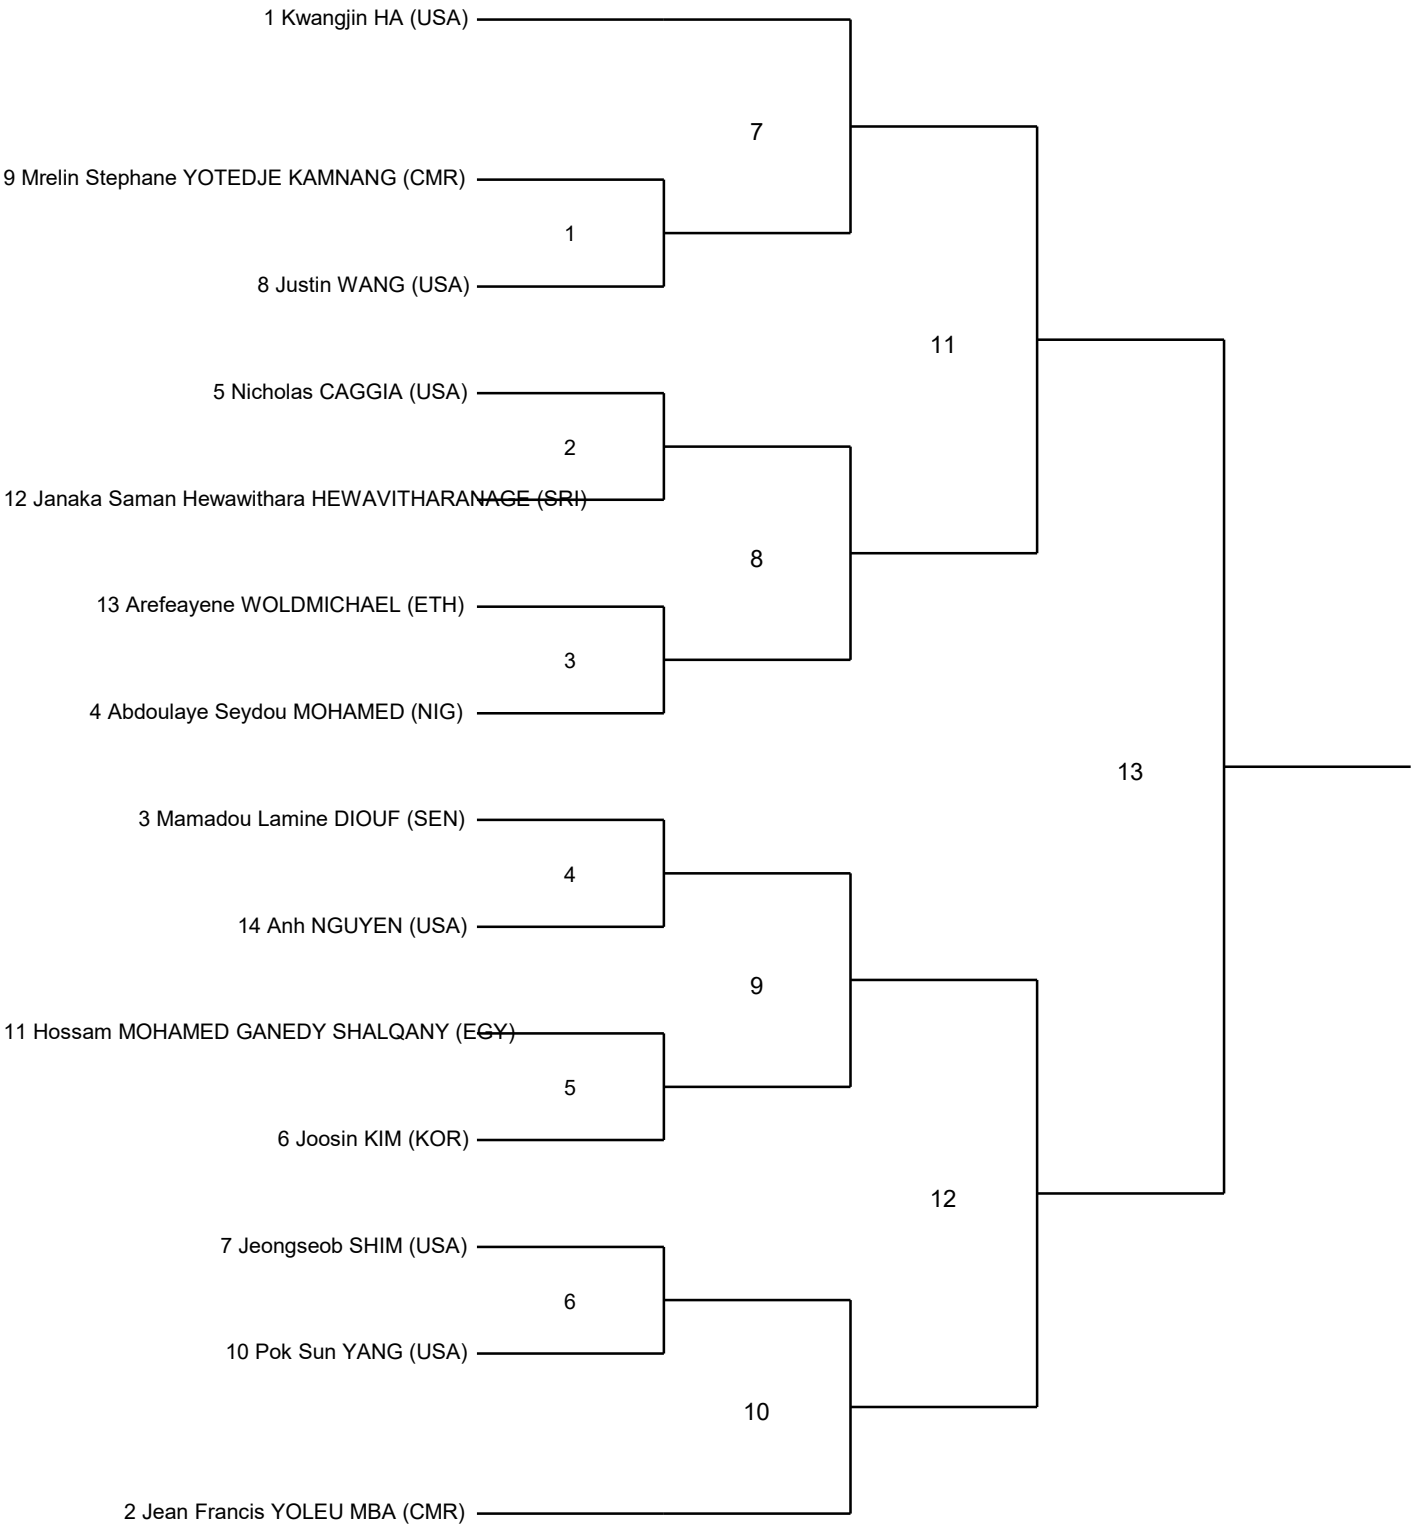 1 Kwangjin HA (USA)
7
9 Mrelin Stephane YOTEDJE KAMNANG (CMR)
1
8 Justin WANG (USA)
11
5 Nicholas CAGGIA (USA)
2
12 Janaka Saman Hewawithara HEWAVITHARANAGE (SRI)
8
13 Arefeayene WOLDMICHAEL (ETH)
3
4 Abdoulaye Seydou MOHAMED (NIG)
13
3 Mamadou Lamine DIOUF (SEN)
4
14 Anh NGUYEN (USA)
9
11 Hossam MOHAMED GANEDY SHALQANY (EGY)
5
6 Joosin KIM (KOR)
12
7 Jeongseob SHIM (USA)
6
10 Pok Sun YANG (USA)
10
2 Jean Francis YOLEU MBA (CMR)